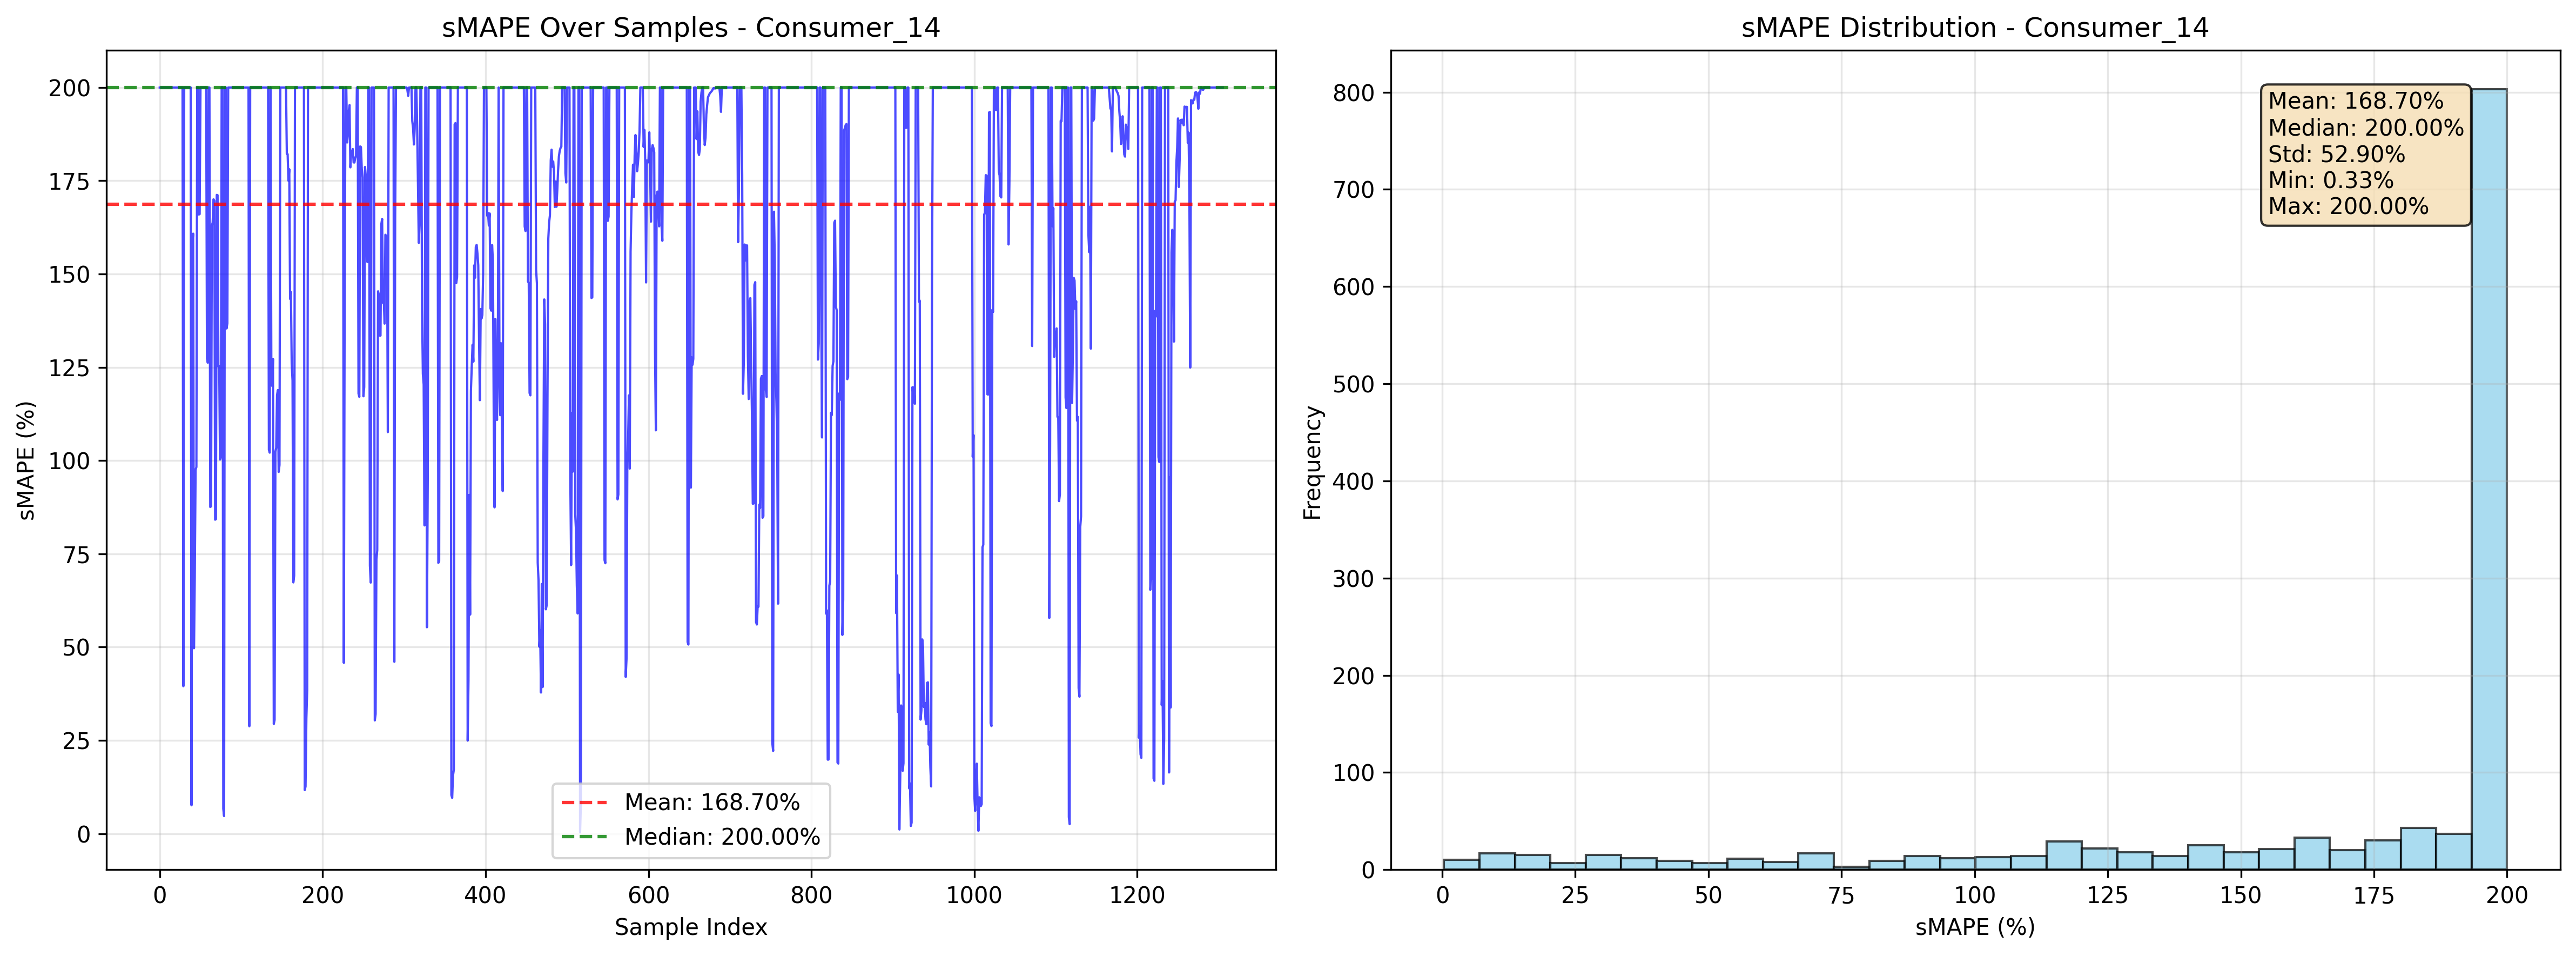 sMAPE Over Samples - Consumer_14
sMAPE (%)
200
175
150
125
100
75
50
25
0
0 200 400 600 800 1000 1200
Sample Index
Mean: 168.70%
Median: 200.00%
sMAPE Distribution - Consumer_14
Frequency
800
700
600
500
400
300
200
100
0
0 25 50 75 100 125 150 175 200
sMAPE (%)
Mean: 168.70%
Median: 200.00%
Std: 52.90%
Min: 0.33%
Max: 200.00%